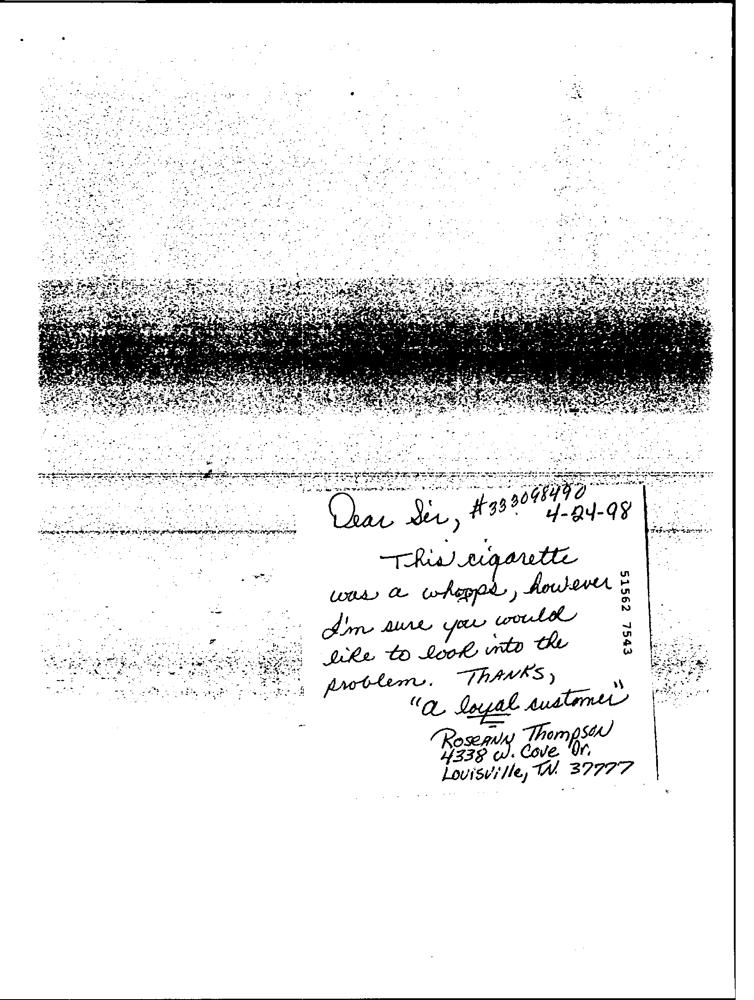 Dear Sir, #333098490
4-24-98
This cigarette
was a whoops, however
I'm sure you would
like to look into the
problem. THANKS,
"a loyal customer"
ROSEANN Thompson
4338 W. Cove Dr.
Louisville, TN. 37777
51562 7543